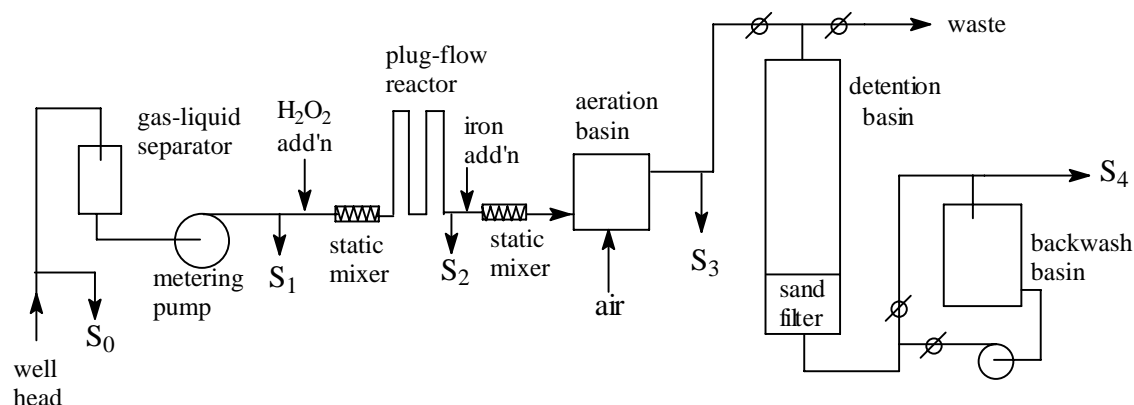 waste
plug-flow
reactor
detention
basin
aeration
basin
H₂O₂
add'n
iron
add'n
gas-liquid
separator
S₄
static
mixer
static
mixer
S₁
S₂
S₃
backwash
basin
metering
pump
sand
filter
air
S₀
well
head